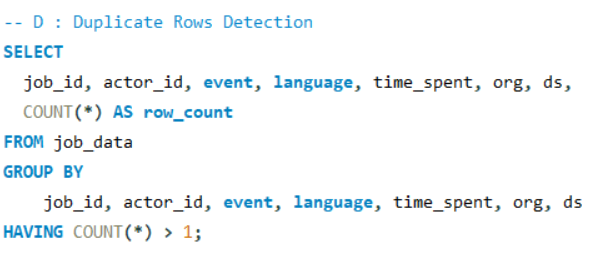 -- D : Duplicate Rows Detection
SELECT
job_id, actor_id, event, language, time_spent, org, ds,
COUNT(*) AS row_count
FROM job_data
GROUP BY
job_id, actor_id, event, language, time_spent, org, ds
HAVING COUNT(*) > 1;